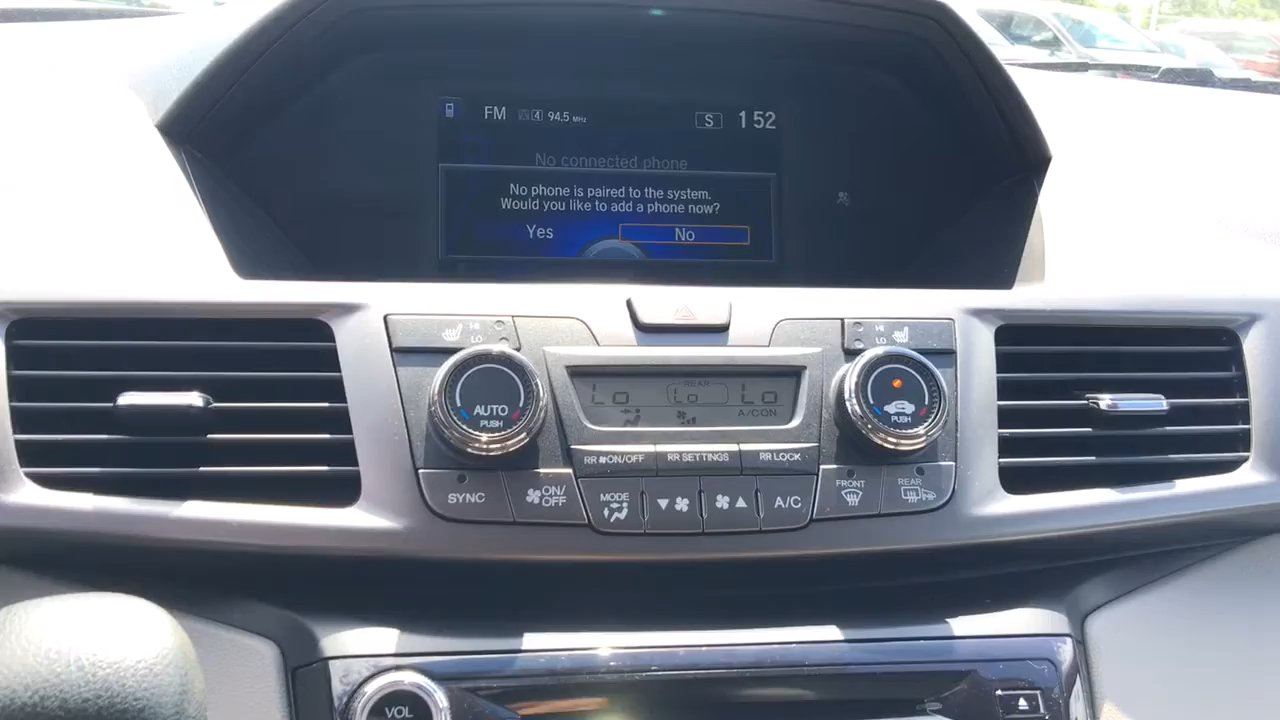 FM 4 94.5 MHz S 1 52
No connected phone
No phone is paired to the system.
Would you like to add a phone now?
Yes No
HI
LO
HI
LO
AUTO
PUSH
Lo REAR Lo Lo
A/CON
PUSH
RR ON/OFF RR SETTINGS RR LOCK
SYNC ON/
OFF MODE A/C FRONT REAR
VOL